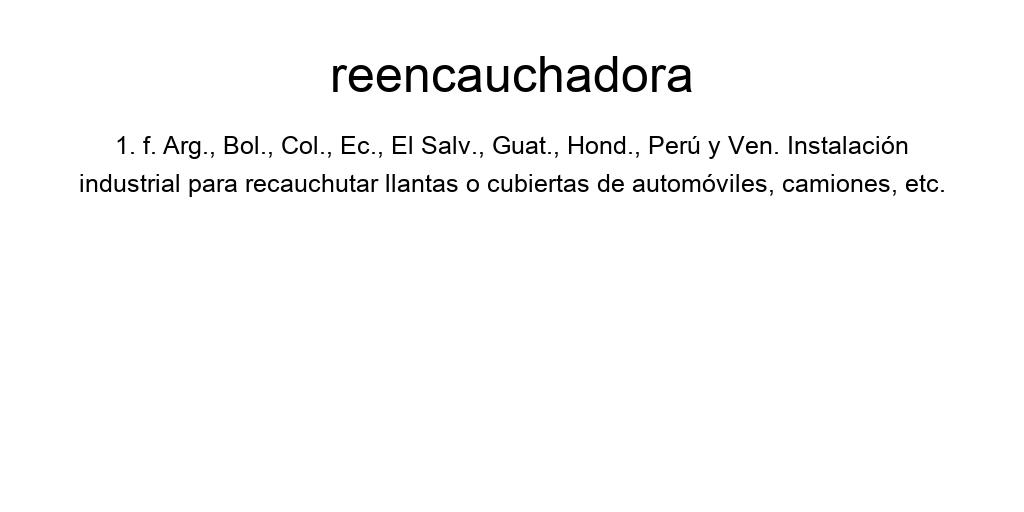 reencauchadora
1. f. Arg., Bol., Col., Ec., El Salv., Guat., Hond., Perú y Ven. Instalación
industrial para recauchutar llantas o cubiertas de automóviles, camiones, etc.